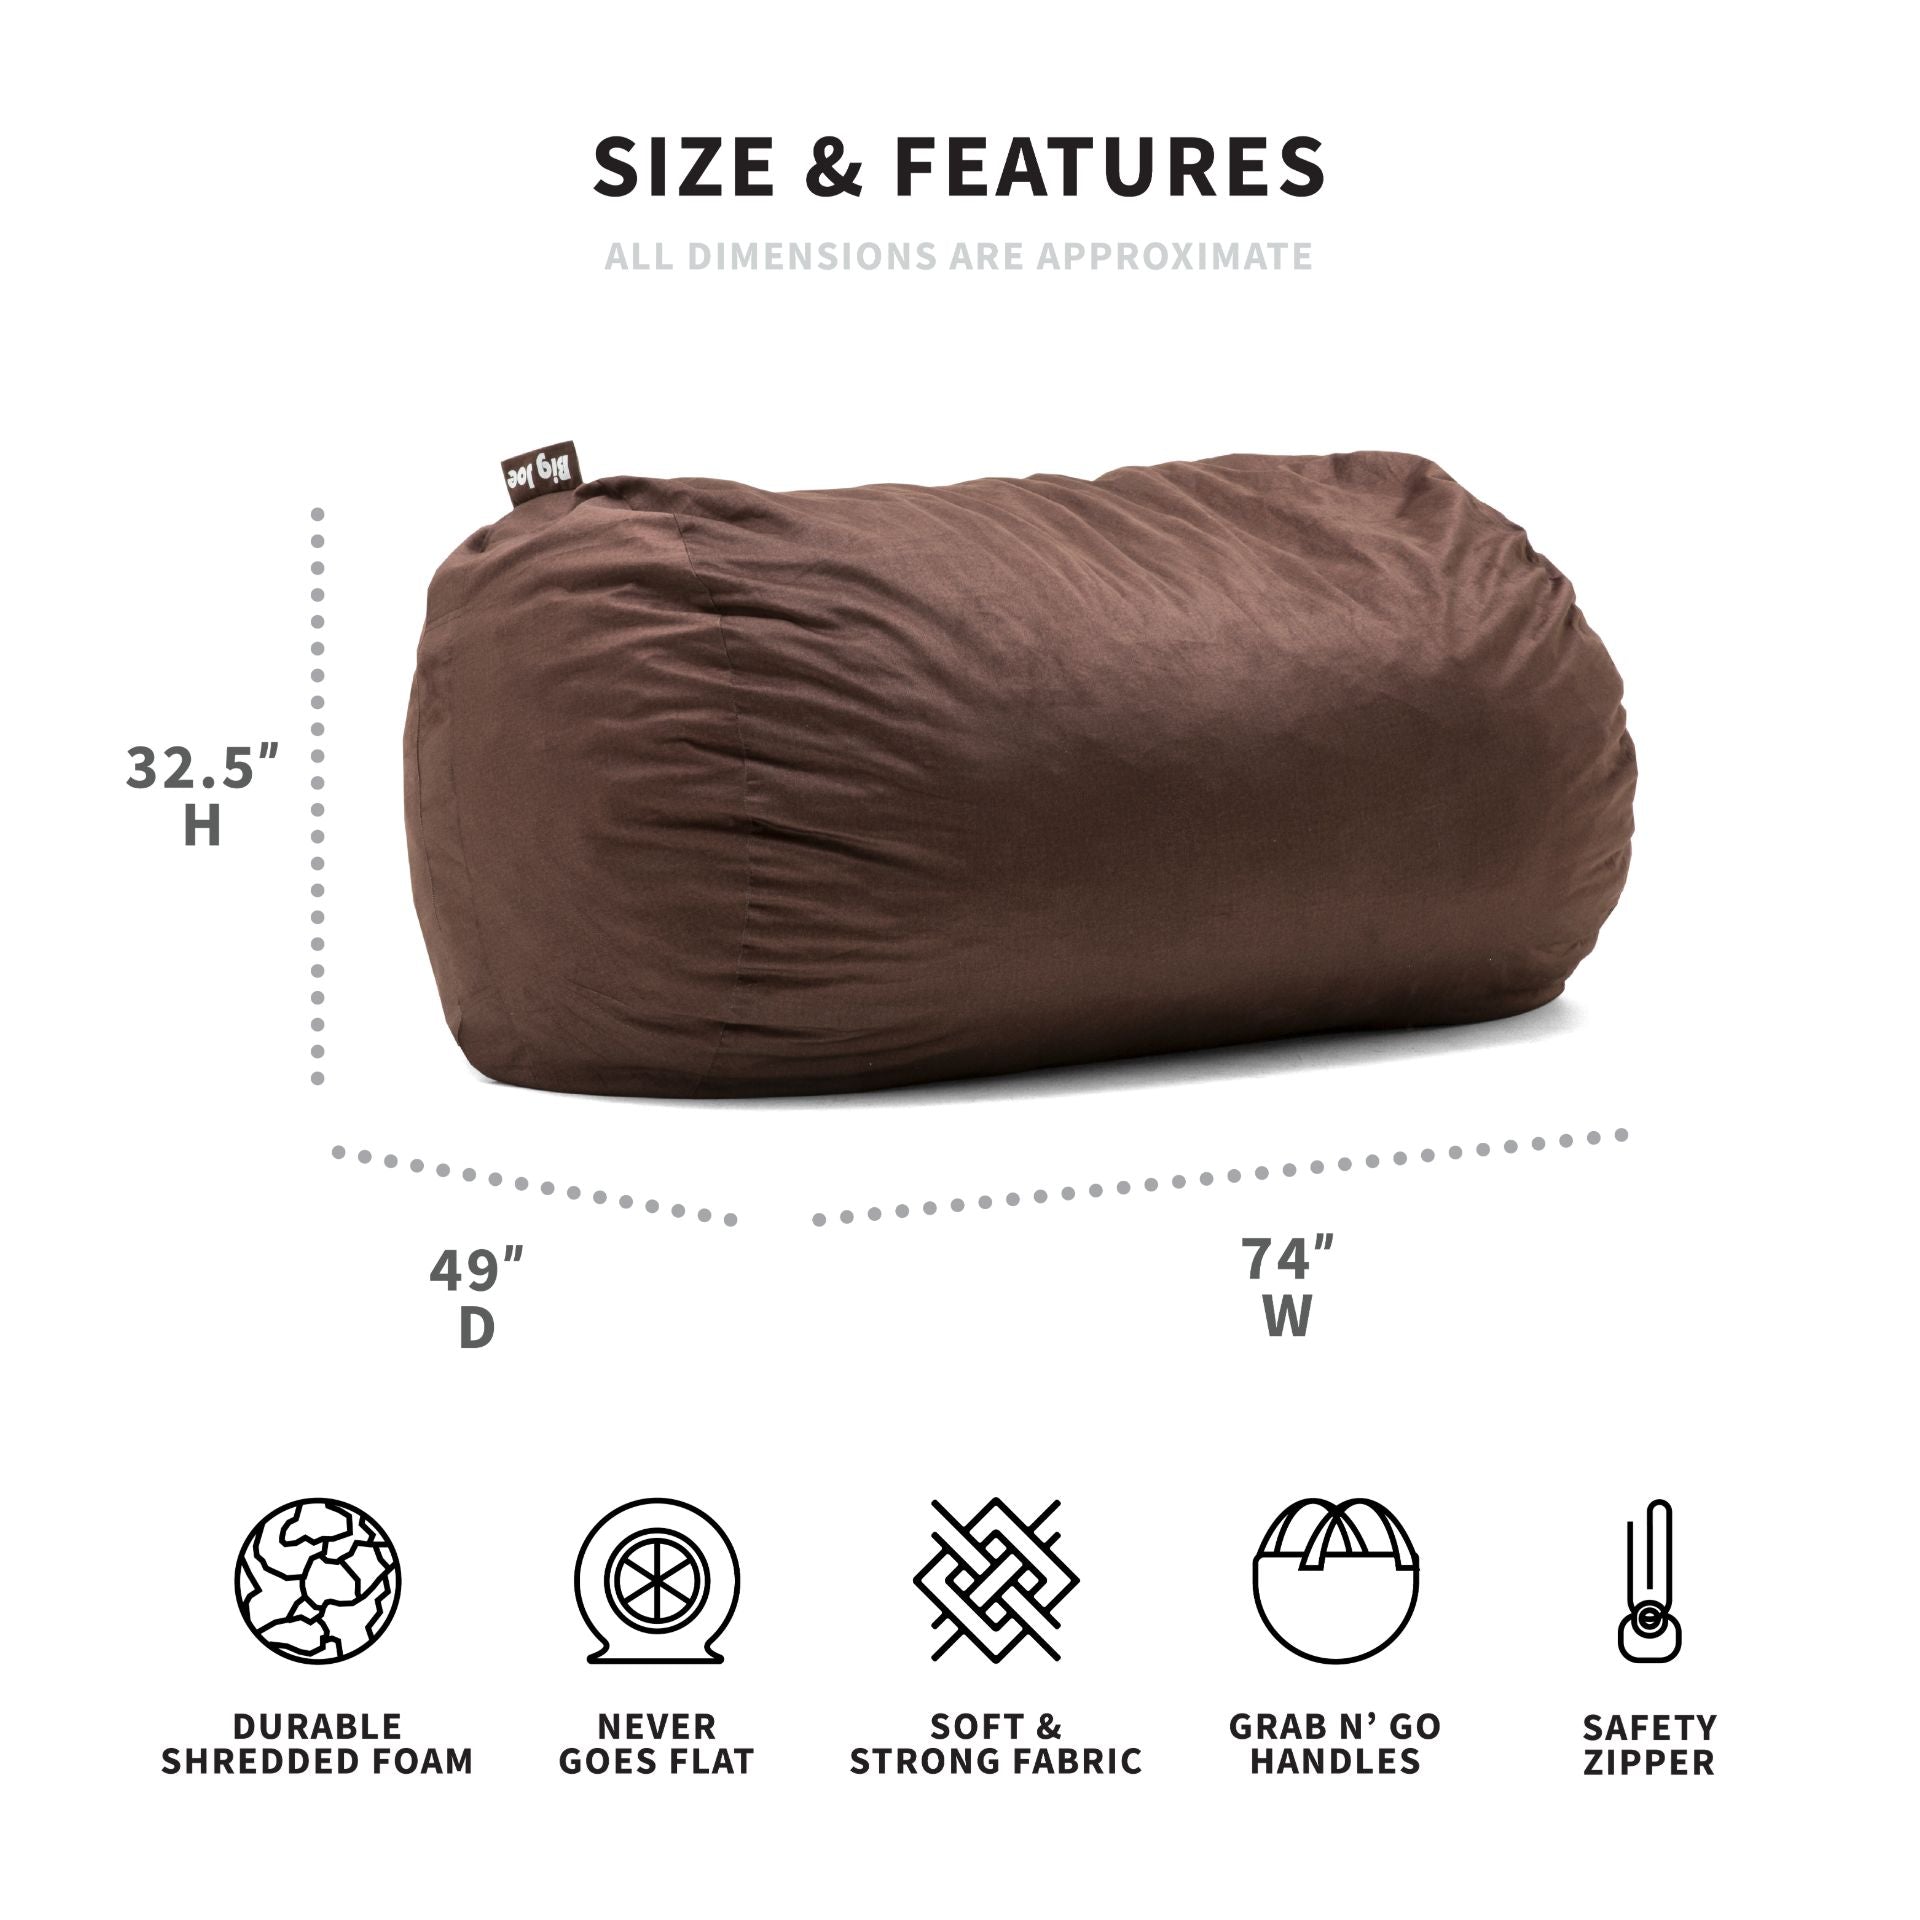 SIZE & FEATURES
ALL DIMENSIONS ARE APPROXIMATE
Big Joe
32.5"
H
49"
D
74"
W
DURABLE
SHREDDED FOAM
NEVER
GOES FLAT
SOFT &
STRONG FABRIC
GRAB N’ GO
HANDLES
SAFETY
ZIPPER